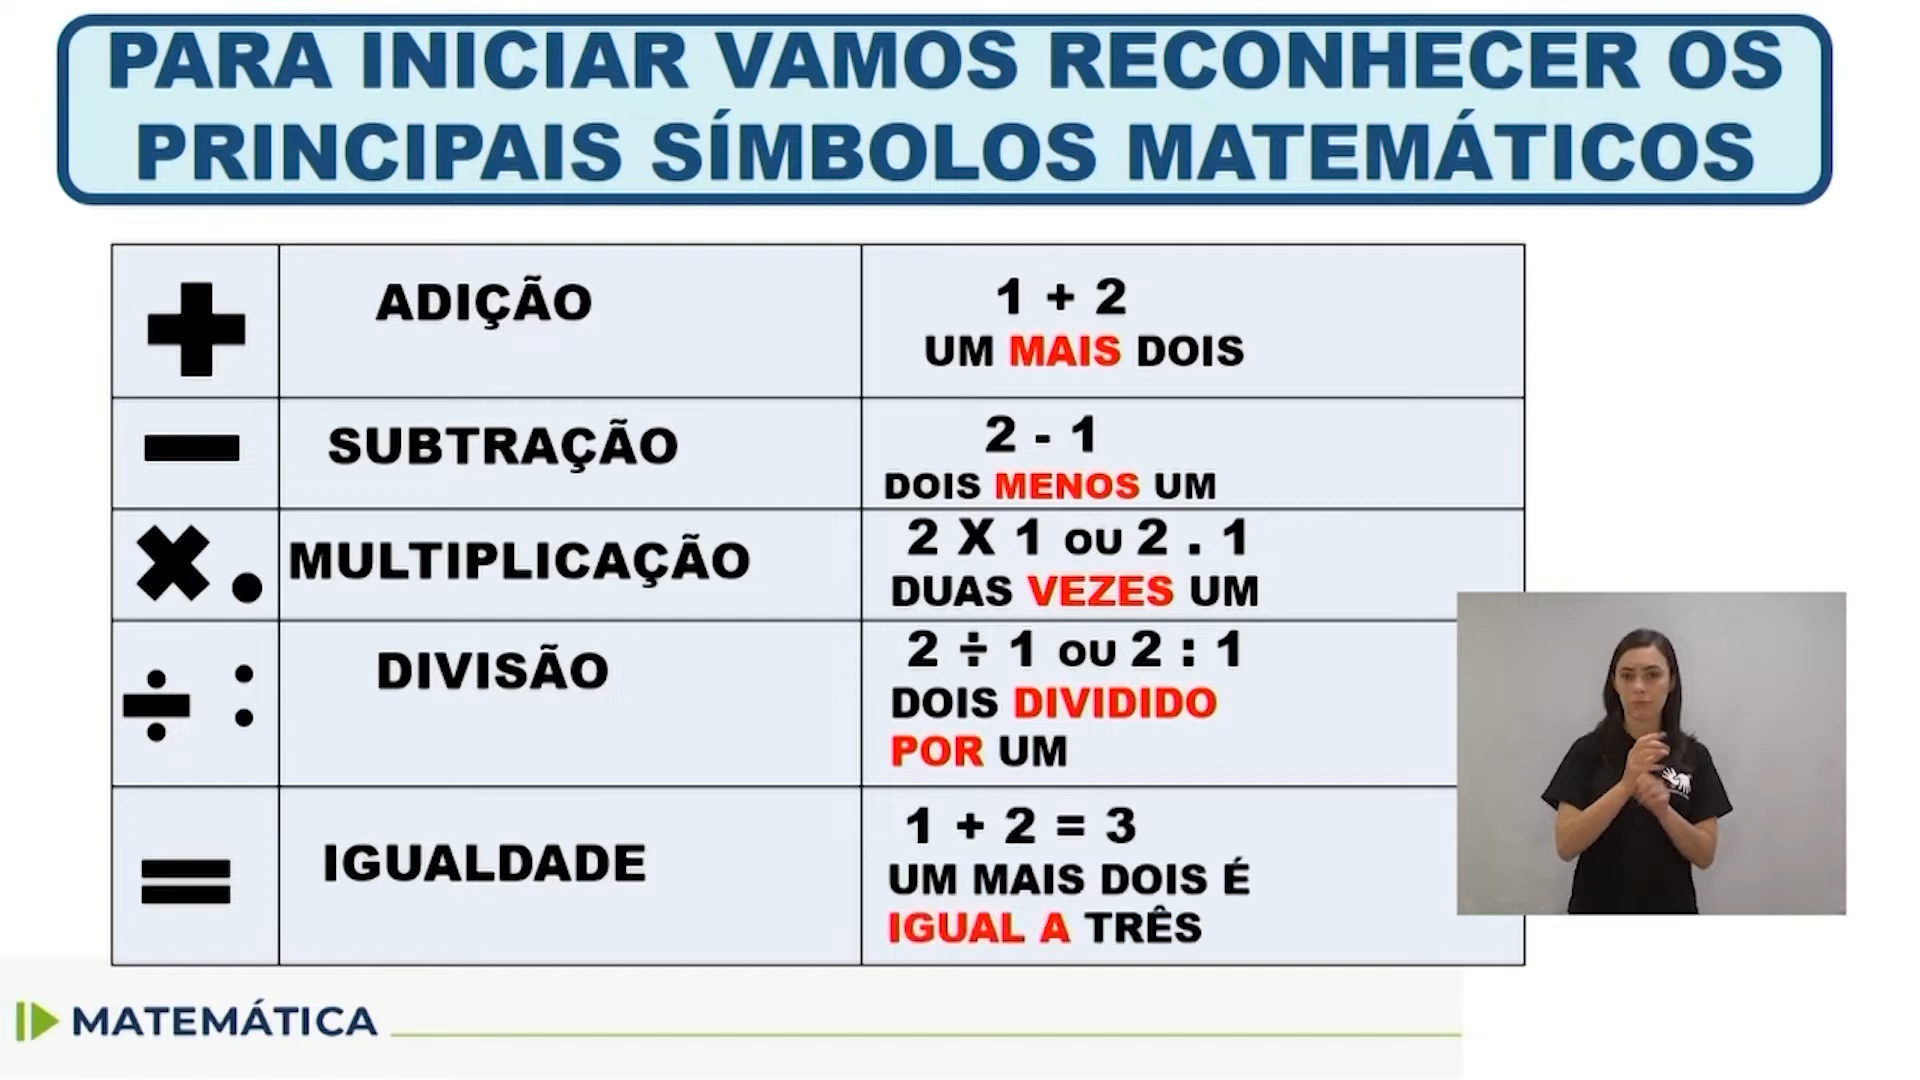 PARA INICIAR VAMOS RECONHECER OS
PRINCIPAIS SÍMBOLOS MATEMÁTICOS
+
ADIÇÃO
1 + 2
UM MAIS DOIS
-
SUBTRAÇÃO
2 - 1
DOIS MENOS UM
× .
MULTIPLICAÇÃO
2 X 1 ou 2 . 1
DUAS VEZES UM
÷ :
DIVISÃO
2 ÷ 1 ou 2 : 1
DOIS DIVIDIDO
POR UM
=
IGUALDADE
1 + 2 = 3
UM MAIS DOIS É
IGUAL A TRÊS
MATEMÁTICA